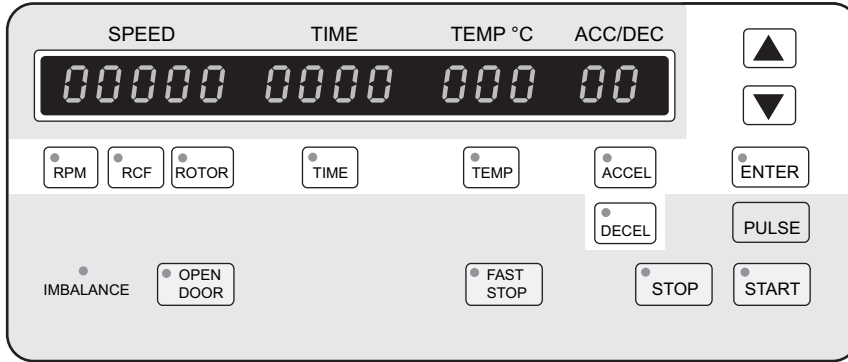 SPEED TIME TEMP °C ACC/DEC
00000 0000 000 00
RPM RCF ROTOR TIME TEMP ACCEL ENTER
DECEL PULSE
IMBALANCE OPEN DOOR FAST STOP STOP START